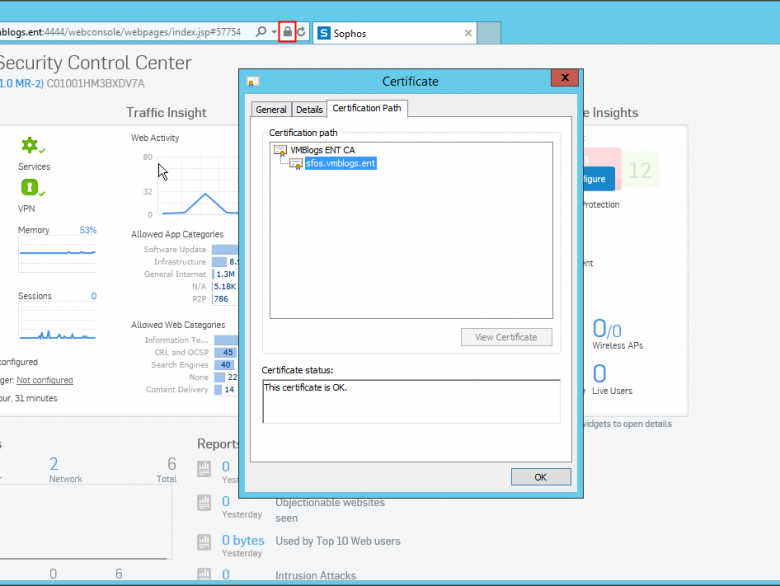 mblogs.ent:4444/webconsole/webpages/index.jsp#57754
S Sophos
Security Control Center
1.0 MR-2) C01001HM3BXDV7A
Certificate
Traffic Insight
e Insights
General Details Certification Path
Certification path
VMBlogs ENT CA
sfos.vmblogs.ent
View Certificate
Certificate status:
This certificate is OK.
OK
Services
VPN
Memory 53%
Sessions 0
onfigured
ger: Not configured
our, 31 minutes
Web Activity
80
32
0
Allowed App Categories
Software Update
Infrastructure 8.
General Internet 1.3M
N/A 5.18K
P2P 786
Allowed Web Categories
Information Te...
CRL and OCSP 45
Search Engines 40
None 22
Content Delivery 14
igure
12
Protection
ent
0/0
Wireless APs
0
Live Users
widgets to open details
s
2
Network
6
Total
0 6
Reports
0
Yest
0
Yesterday
Objectionable websites
seen
0 bytes
Yesterday
Used by Top 10 Web users
0
Intrusion Attacks